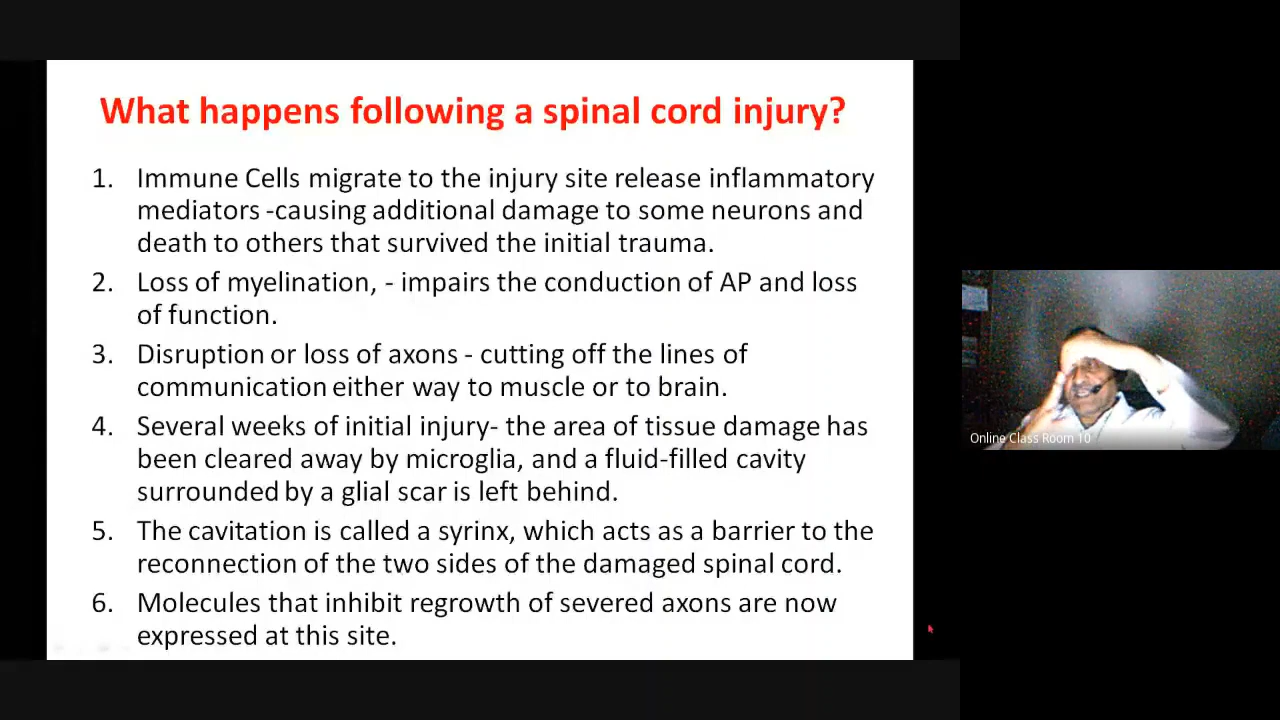 What happens following a spinal cord injury?
1. Immune Cells migrate to the injury site release inflammatory
mediators -causing additional damage to some neurons and
death to others that survived the initial trauma.
2. Loss of myelination, - impairs the conduction of AP and loss
of function.
3. Disruption or loss of axons - cutting off the lines of
communication either way to muscle or to brain.
4. Several weeks of initial injury- the area of tissue damage has
been cleared away by microglia, and a fluid-filled cavity
surrounded by a glial scar is left behind.
5. The cavitation is called a syrinx, which acts as a barrier to the
reconnection of the two sides of the damaged spinal cord.
6. Molecules that inhibit regrowth of severed axons are now
expressed at this site.
Online Class Room 10